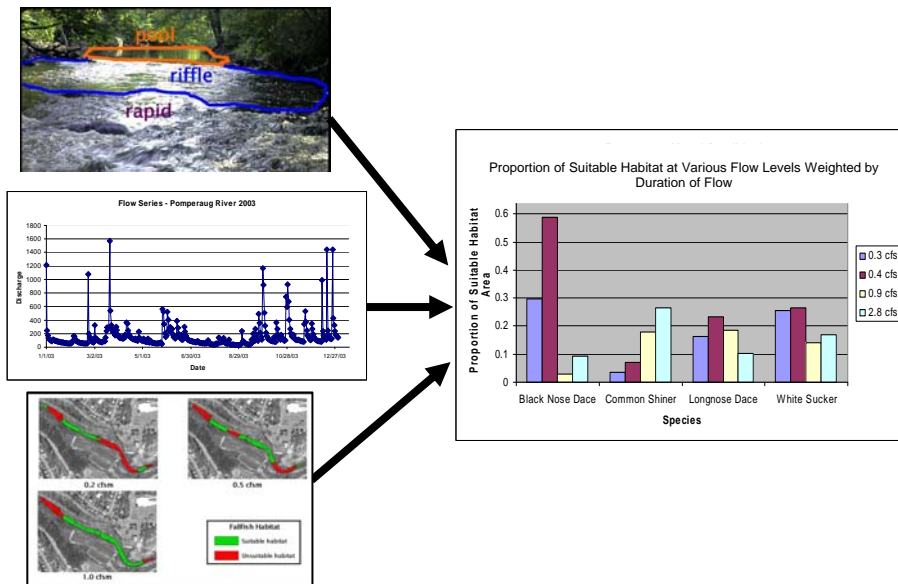 pool
riffle
rapid
Flow Series - Pomperaug River 2003
Discharge
1800
1600
1400
1200
1000
800
600
400
200
0
1/1/03 3/2/03 5/1/03 6/30/03 8/29/03 10/28/03 12/27/03
Date
0.2 cfsm
0.5 cfsm
1.0 cfsm
Fallfish Habitat
Suitable habitat
Unsuitable habitat
Proportion of Suitable Habitat at Various Flow Levels Weighted by
Duration of Flow
Proportion of Suitable Habitat
Area
0.6
0.5
0.4
0.3
0.2
0.1
0
Black Nose Dace Common Shiner Longnose Dace White Sucker
Species
0.3 cfs
0.4 cfs
0.9 cfs
2.8 cfs